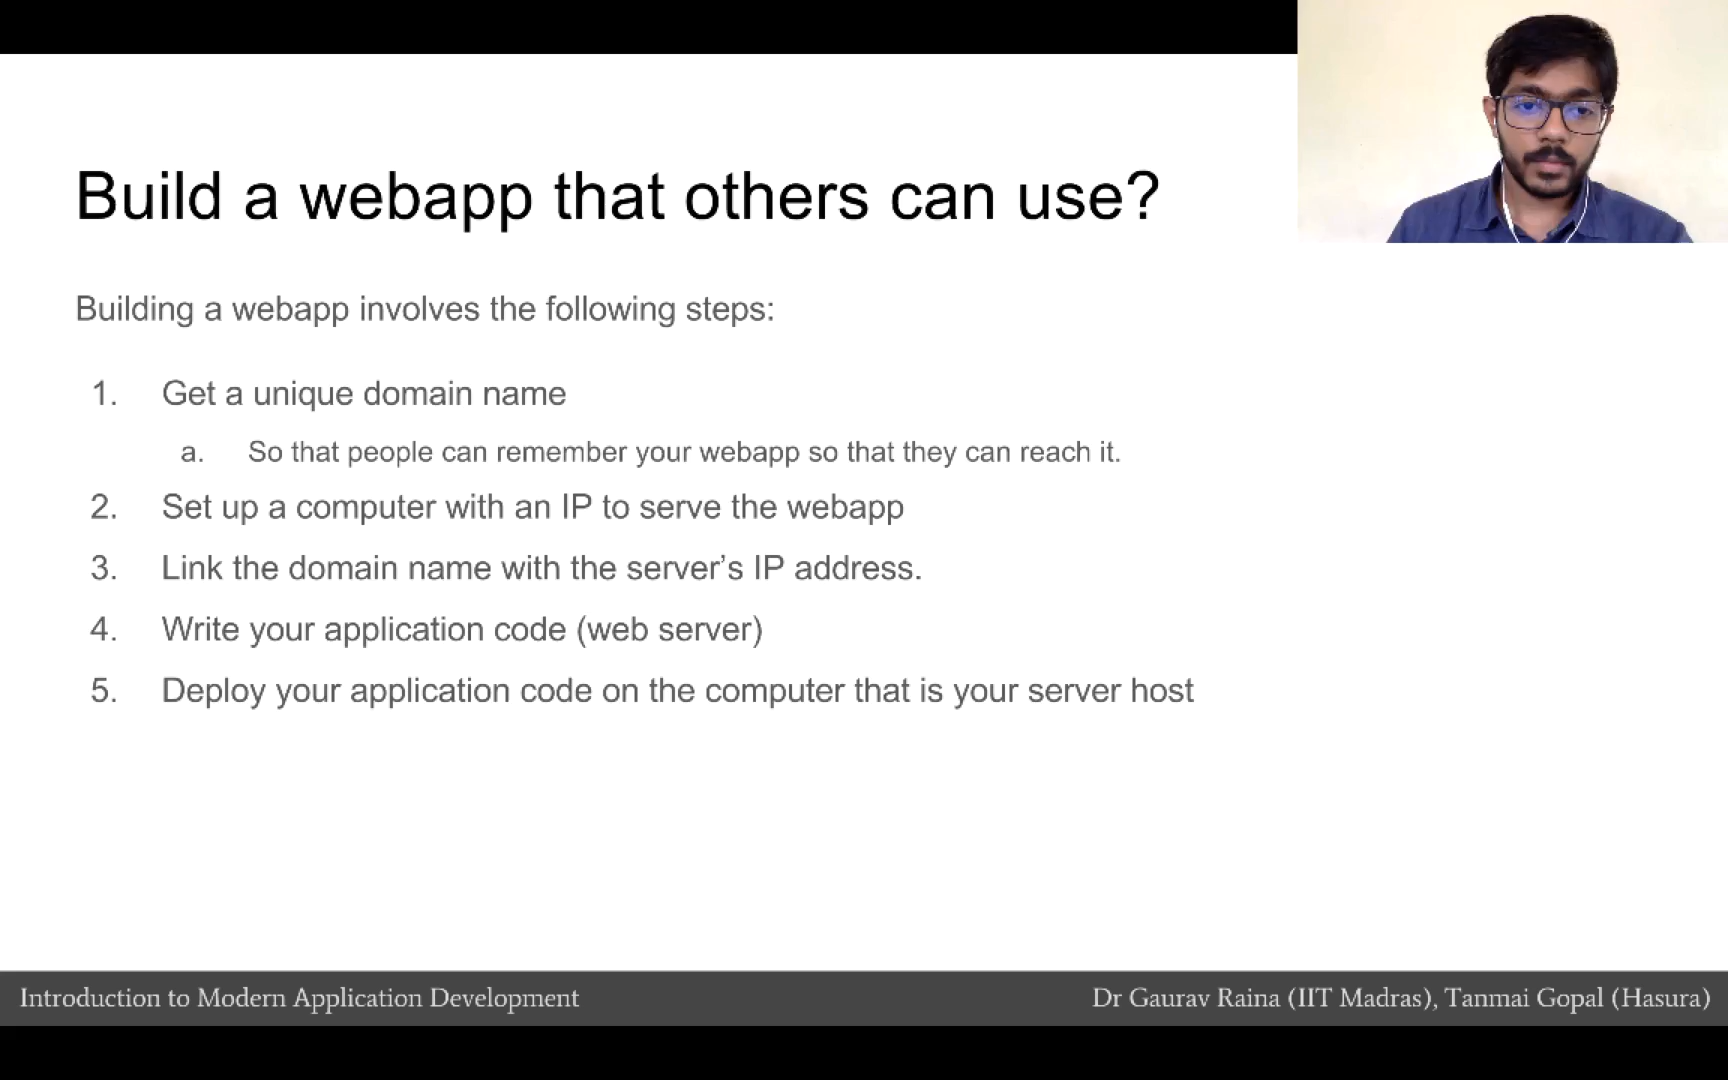 Build a webapp that others can use?
Building a webapp involves the following steps:
1. Get a unique domain name
a. So that people can remember your webapp so that they can reach it.
2. Set up a computer with an IP to serve the webapp
3. Link the domain name with the server’s IP address.
4. Write your application code (web server)
5. Deploy your application code on the computer that is your server host
Introduction to Modern Application Development
Dr Gaurav Raina (IIT Madras), Tanmai Gopal (Hasura)